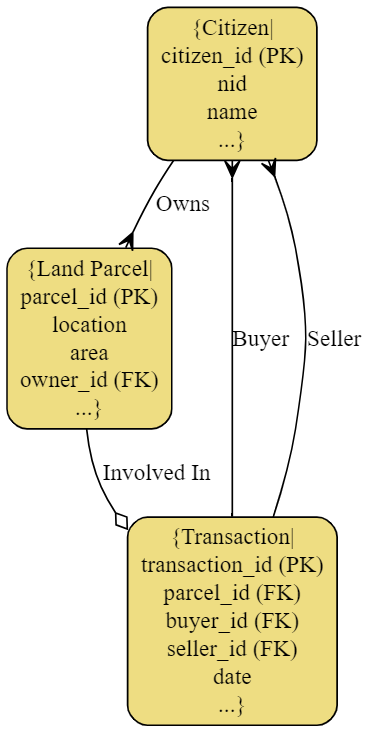 {Citizen|
citizen_id (PK)
nid
name
...}
Owns
{Land Parcel|
parcel_id (PK)
location
area
owner_id (FK)
...}
Buyer
Seller
Involved In
{Transaction|
transaction_id (PK)
parcel_id (FK)
buyer_id (FK)
seller_id (FK)
date
...}